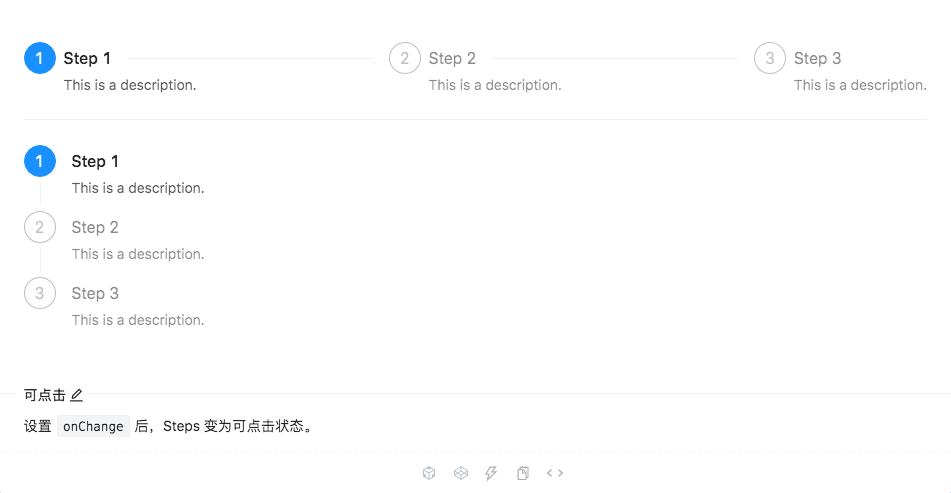 1 Step 1 2 Step 2 3 Step 3
This is a description. This is a description. This is a description.
1 Step 1
This is a description.
2 Step 2
This is a description.
3 Step 3
This is a description.
可点击
设置 onChange 后，Steps 变为可点击状态。